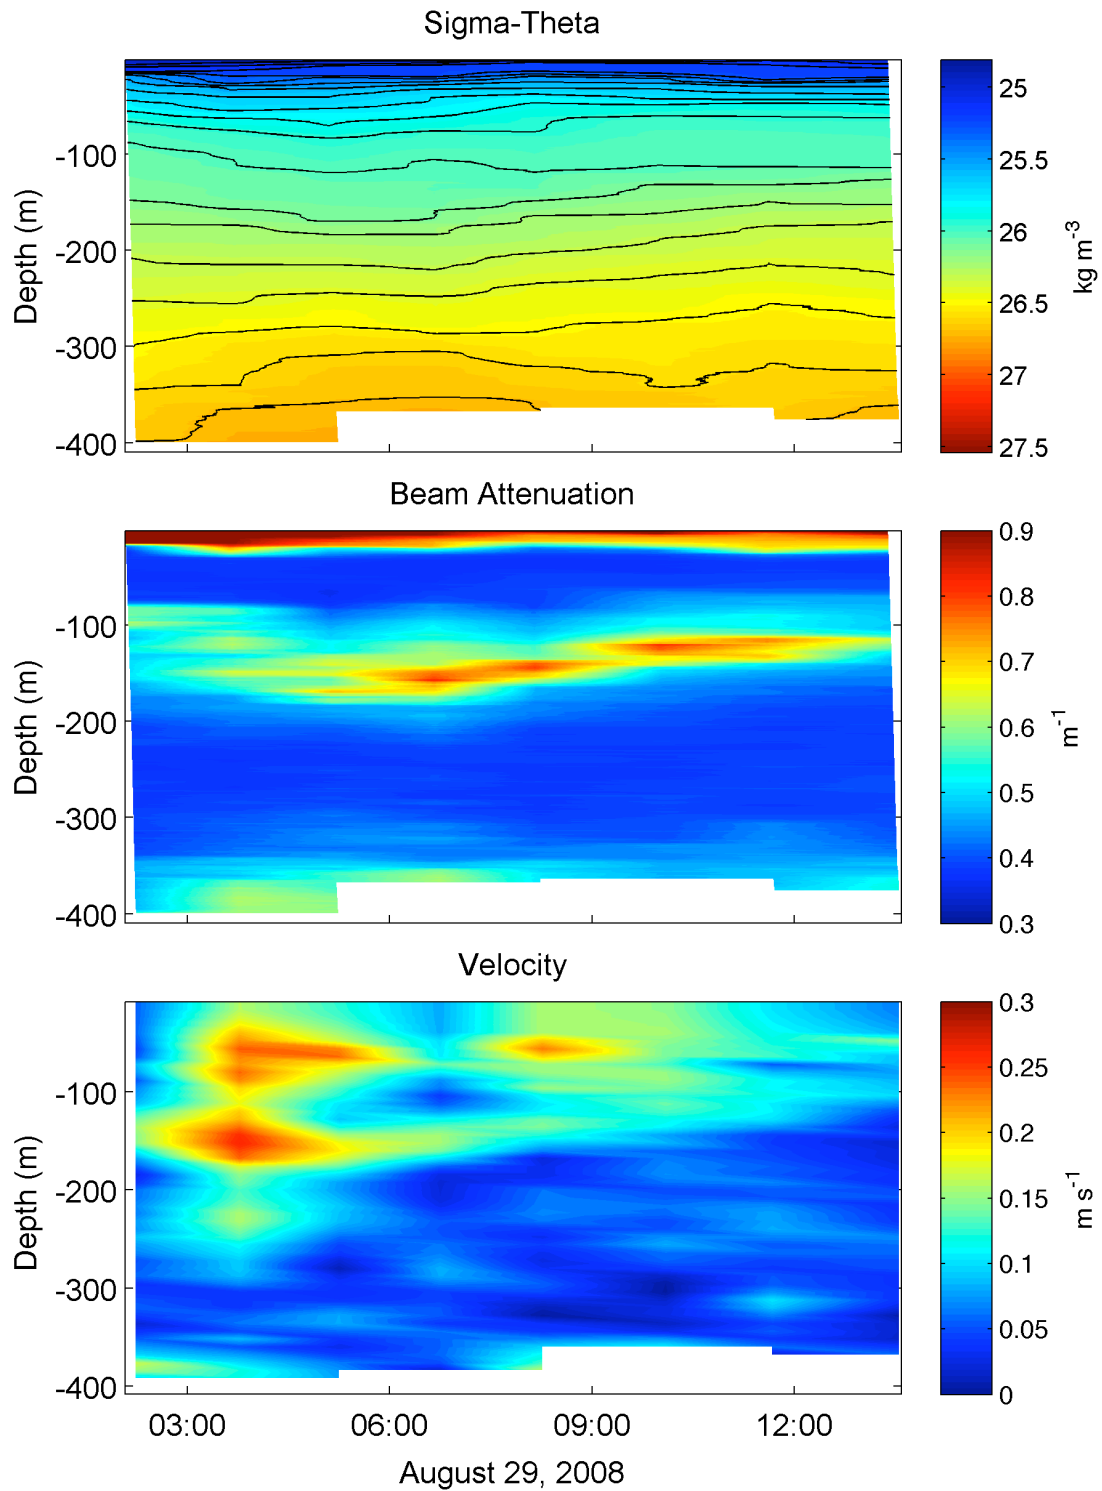 Sigma-Theta
Depth (m)
-100
-200
-300
-400
25
25.5
26
26.5
27
27.5
kg m-3
Beam Attenuation
Depth (m)
-100
-200
-300
-400
0.9
0.8
0.7
0.6
0.5
0.4
0.3
m-1
Velocity
Depth (m)
-100
-200
-300
-400
0.3
0.25
0.2
0.15
0.1
0.05
0
m s-1
03:00 06:00 09:00 12:00
August 29, 2008